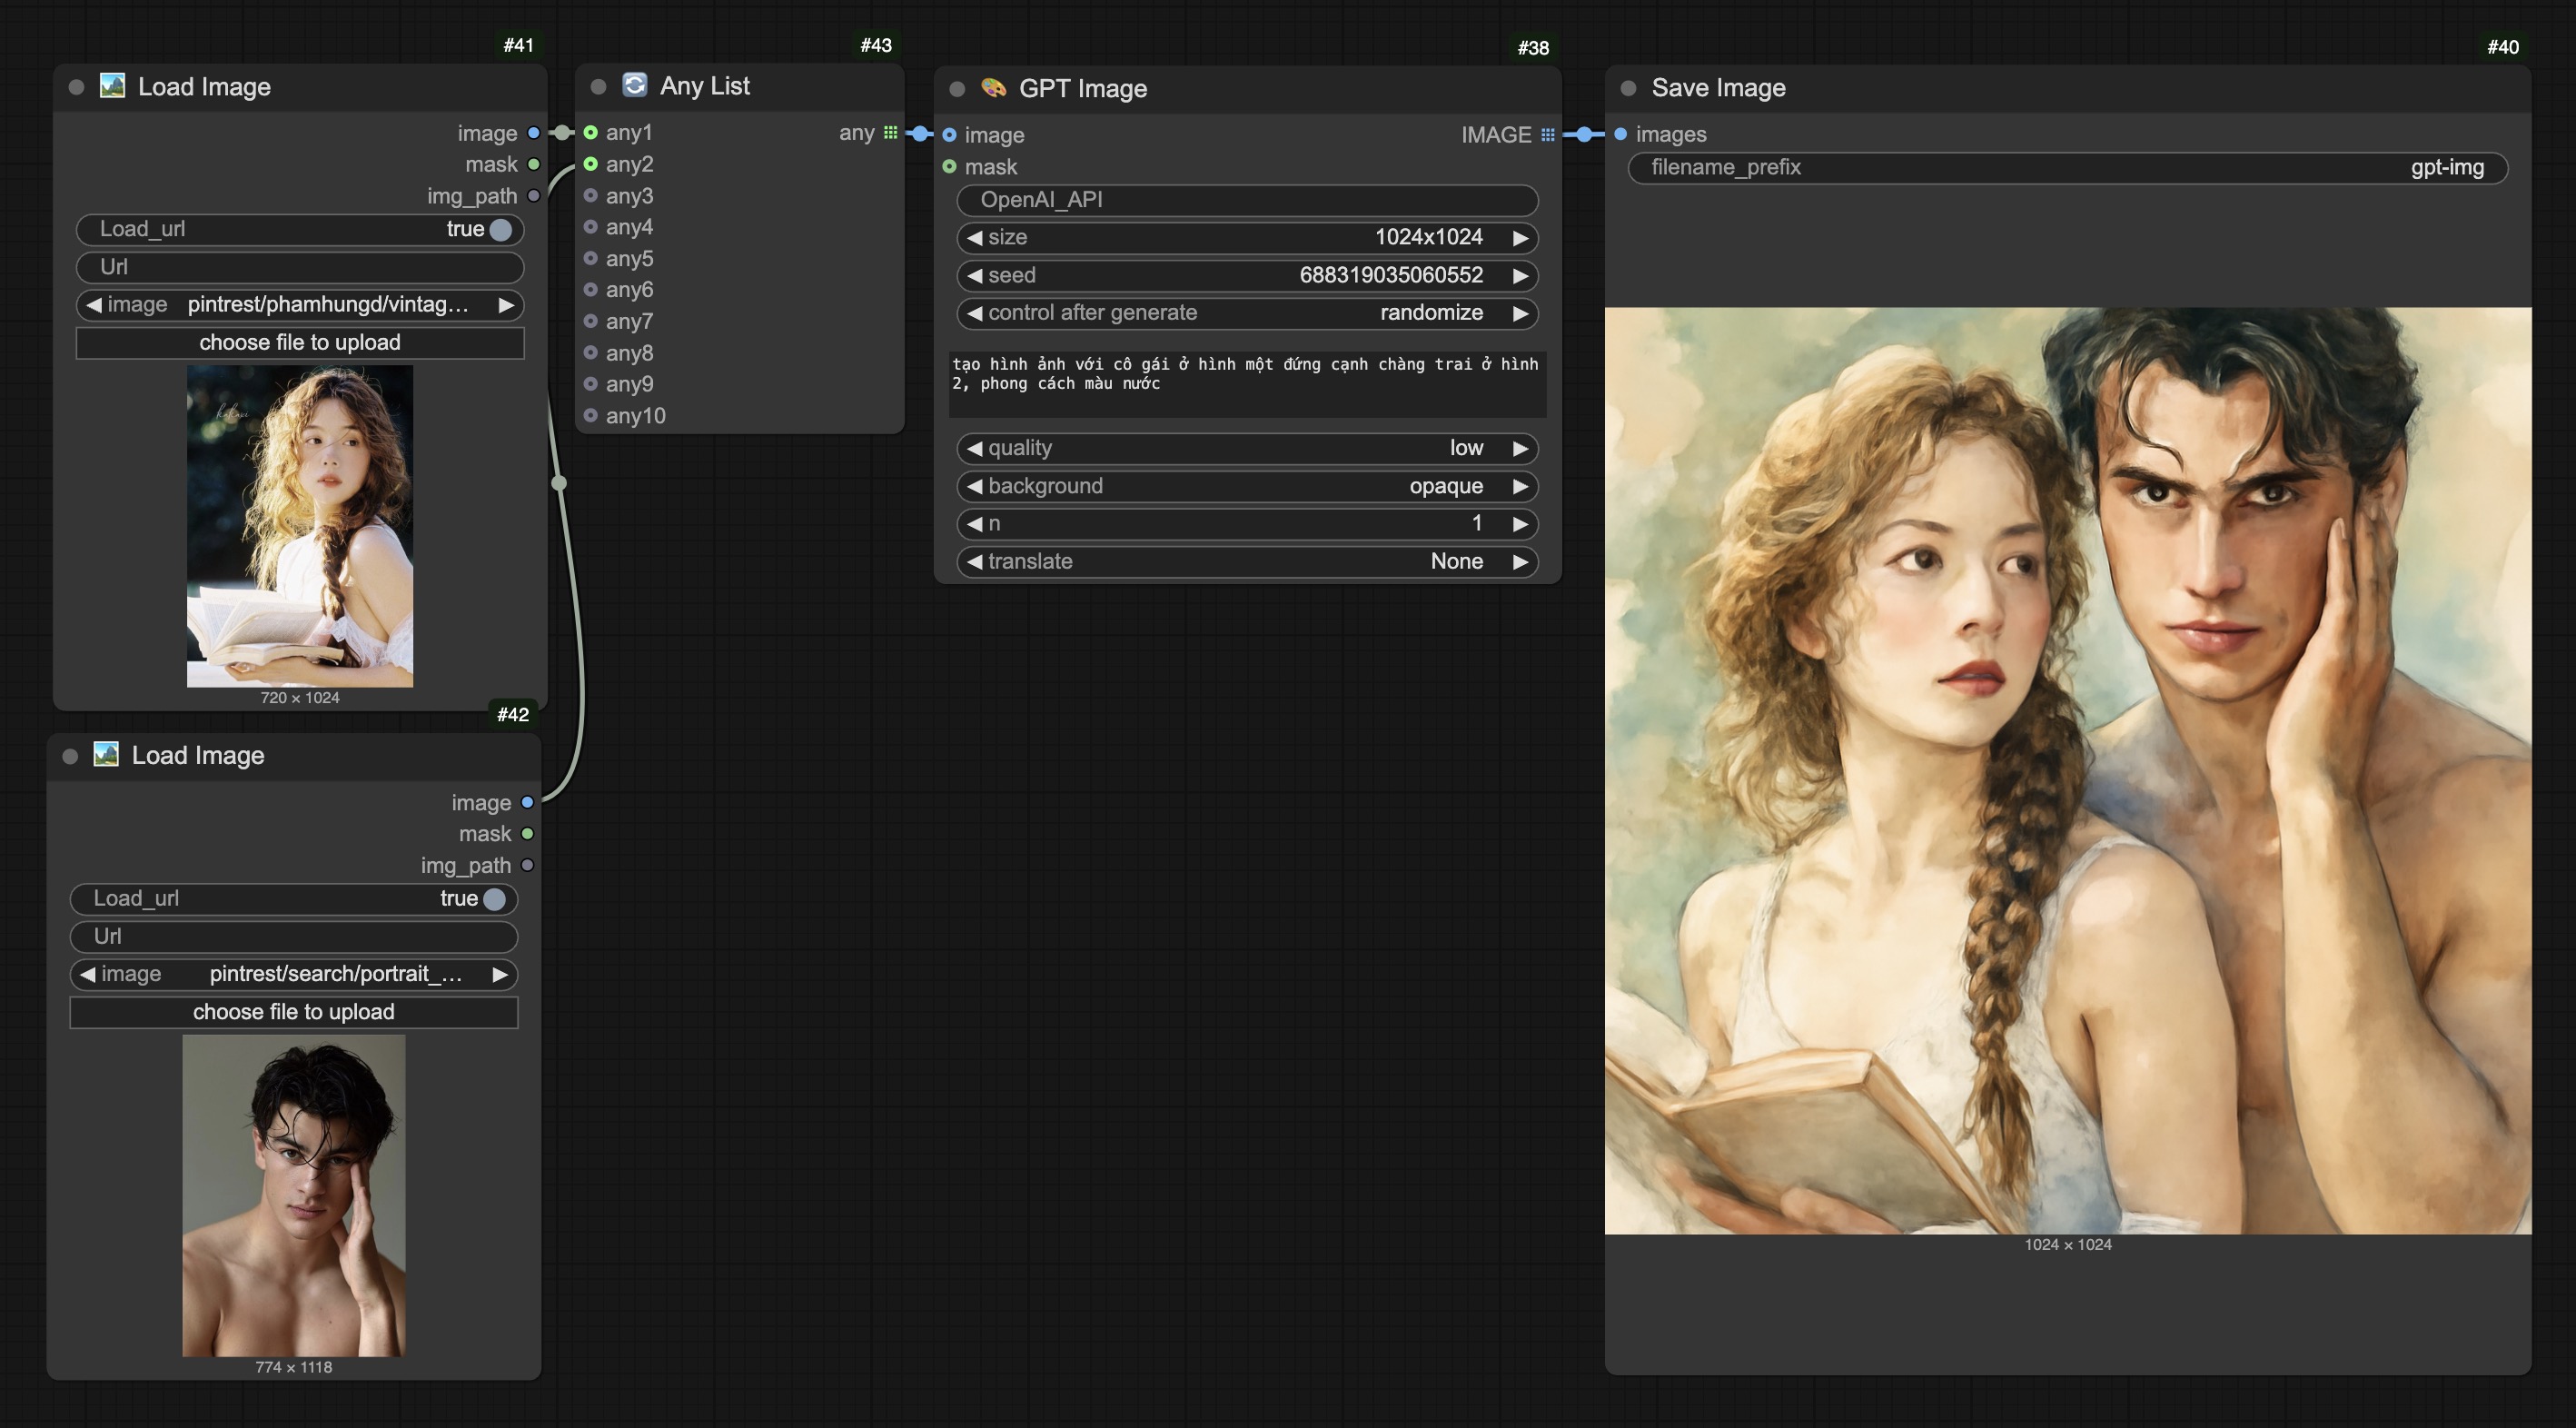 #41
Load Image
image
mask
img_path
Load_url true
Url
image pintrest/phamhungd/vintag...
choose file to upload
720 × 1024
#42
Load Image
image
mask
img_path
Load_url true
Url
image pintrest/search/portrait_...
choose file to upload
774 × 1118
#43
Any List
any1 any
any2
any3
any4
any5
any6
any7
any8
any9
any10
#38
GPT Image
image IMAGE
mask
OpenAI_API
size 1024x1024
seed 688319035060552
control after generate randomize
tạo hình ảnh với cô gái ở hình một đứng cạnh chàng trai ở hình
2, phong cách màu nước
quality low
background opaque
n 1
translate None
#40
Save Image
images
filename_prefix gpt-img
1024 × 1024